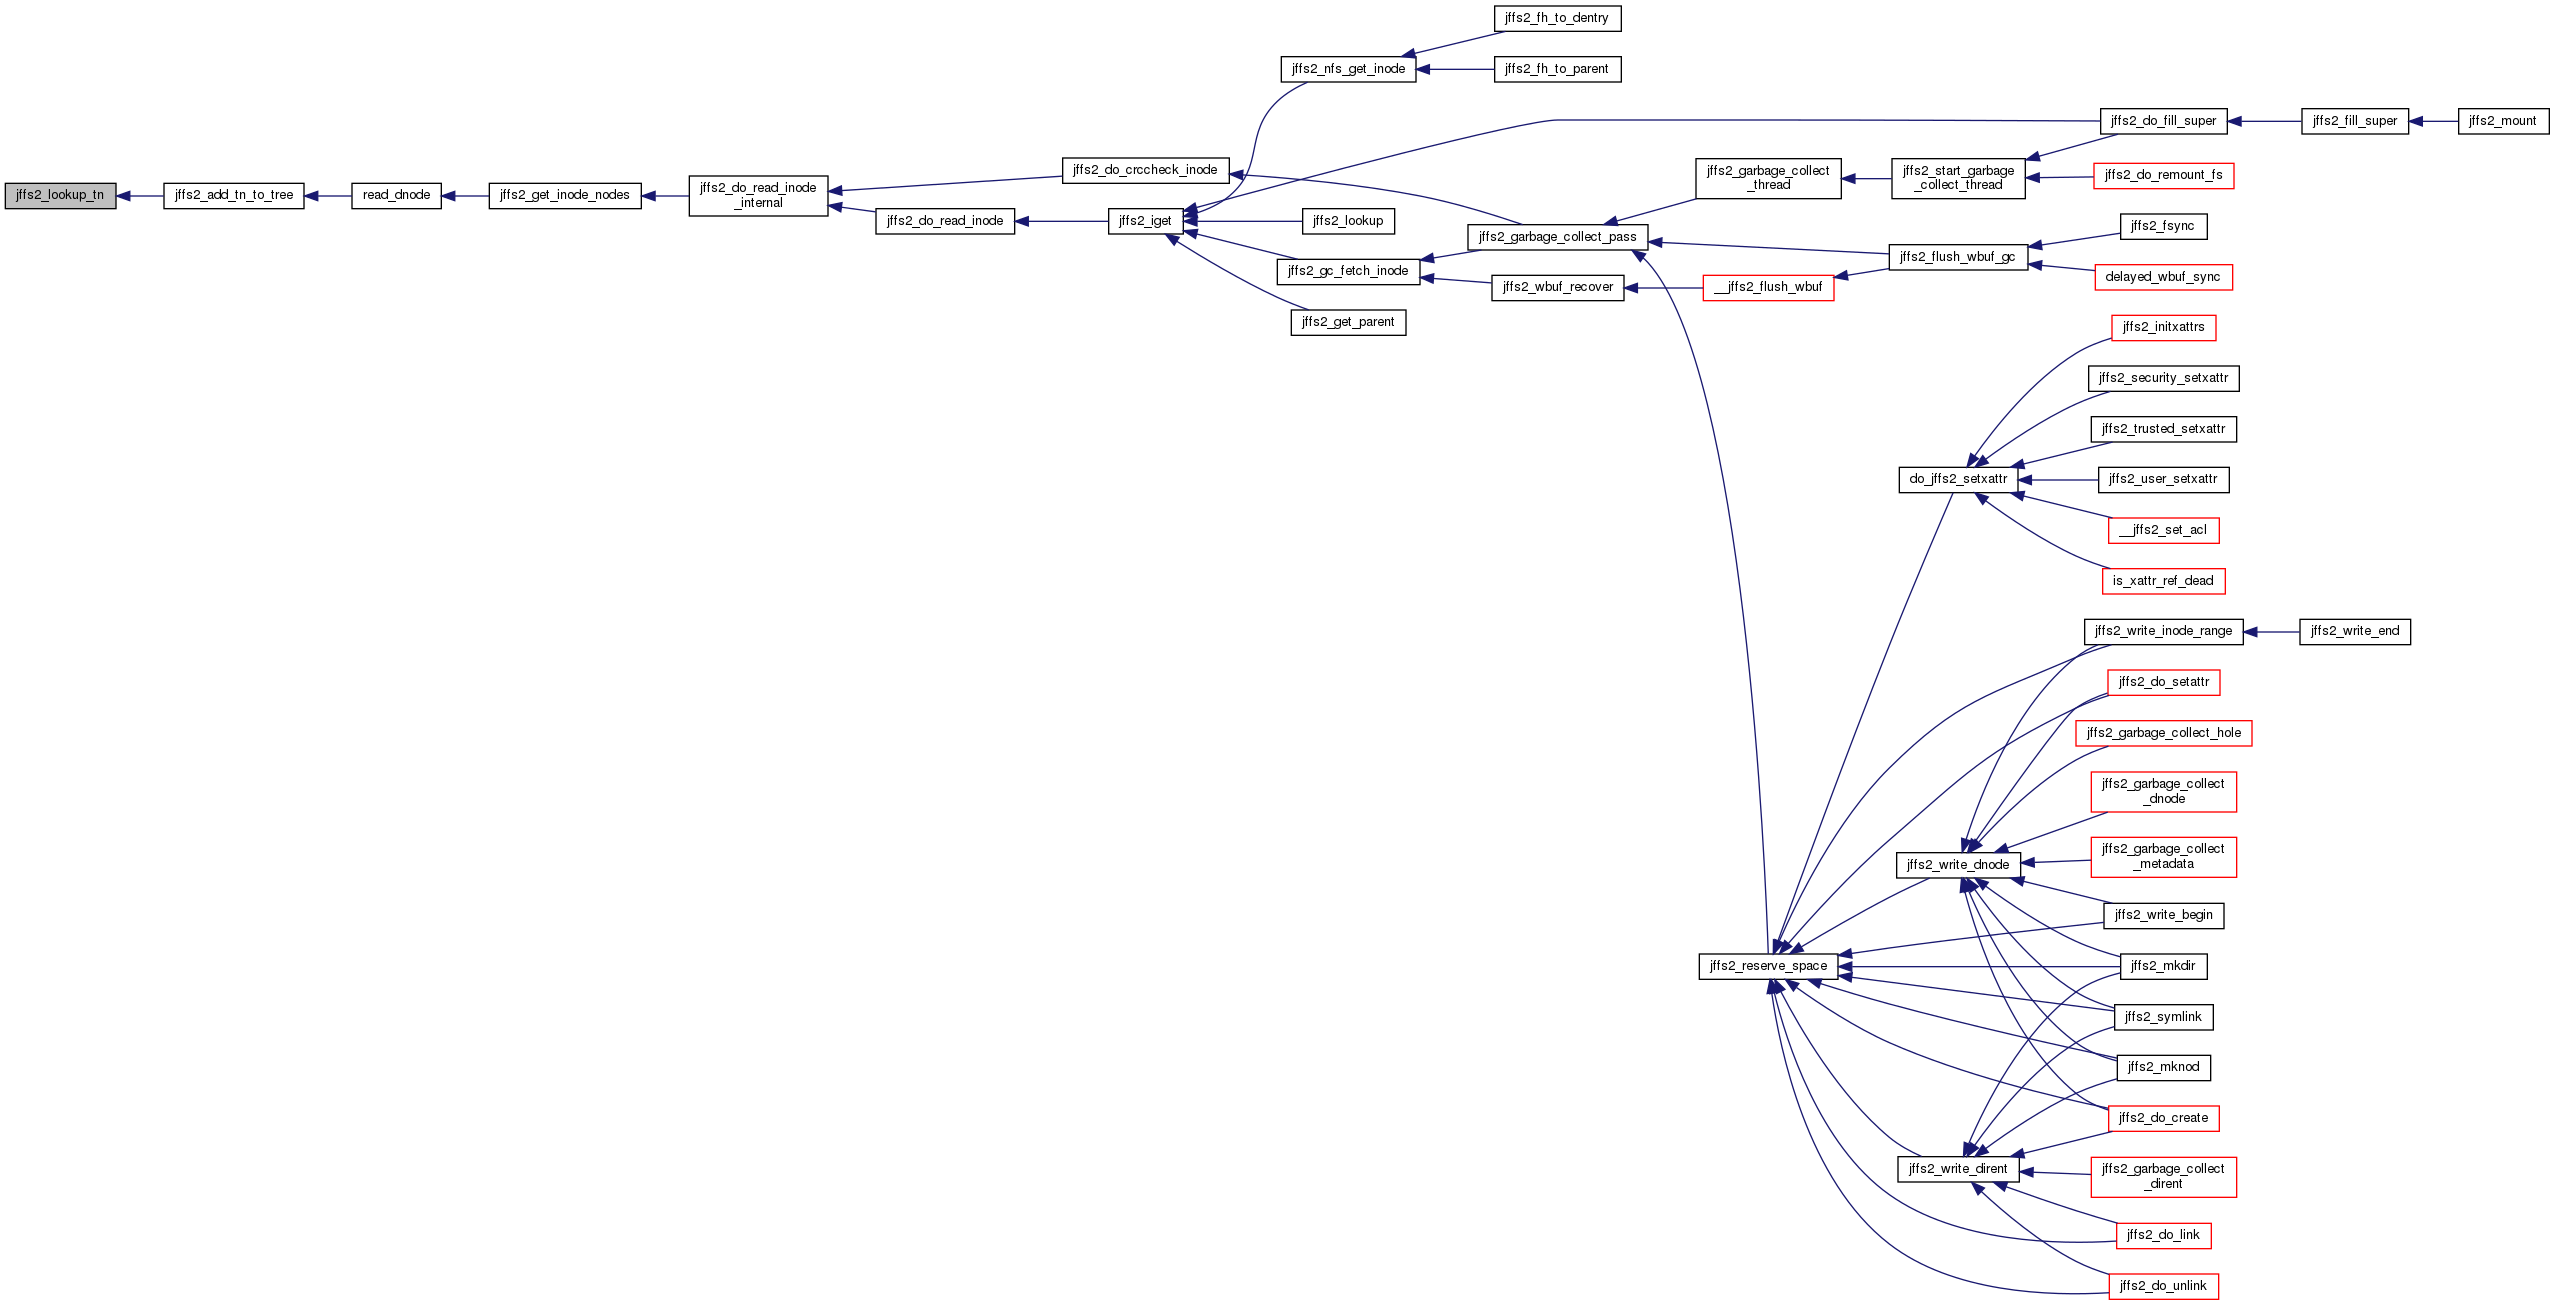 jffs2_fh_to_dentry
jffs2_nfs_get_inode
jffs2_fh_to_parent
jffs2_do_fill_super
jffs2_fill_super
jffs2_mount
jffs2_do_crccheck_inode
jffs2_garbage_collect
_thread
jffs2_start_garbage
_collect_thread
jffs2_do_remount_fs
jffs2_lookup_tn
jffs2_add_tn_to_tree
read_dnode
jffs2_get_inode_nodes
jffs2_do_read_inode
_internal
jffs2_do_read_inode
jffs2_iget
jffs2_lookup
jffs2_garbage_collect_pass
jffs2_fsync
jffs2_flush_wbuf_gc
jffs2_gc_fetch_inode
jffs2_wbuf_recover
__jffs2_flush_wbuf
delayed_wbuf_sync
jffs2_get_parent
jffs2_initxattrs
jffs2_security_setxattr
jffs2_trusted_setxattr
do_jffs2_setxattr
jffs2_user_setxattr
__jffs2_set_acl
is_xattr_ref_dead
jffs2_write_inode_range
jffs2_write_end
jffs2_do_setattr
jffs2_garbage_collect_hole
jffs2_garbage_collect
_dnode
jffs2_write_dnode
jffs2_garbage_collect
_metadata
jffs2_write_begin
jffs2_reserve_space
jffs2_mkdir
jffs2_symlink
jffs2_mknod
jffs2_do_create
jffs2_write_dirent
jffs2_garbage_collect
_dirent
jffs2_do_link
jffs2_do_unlink